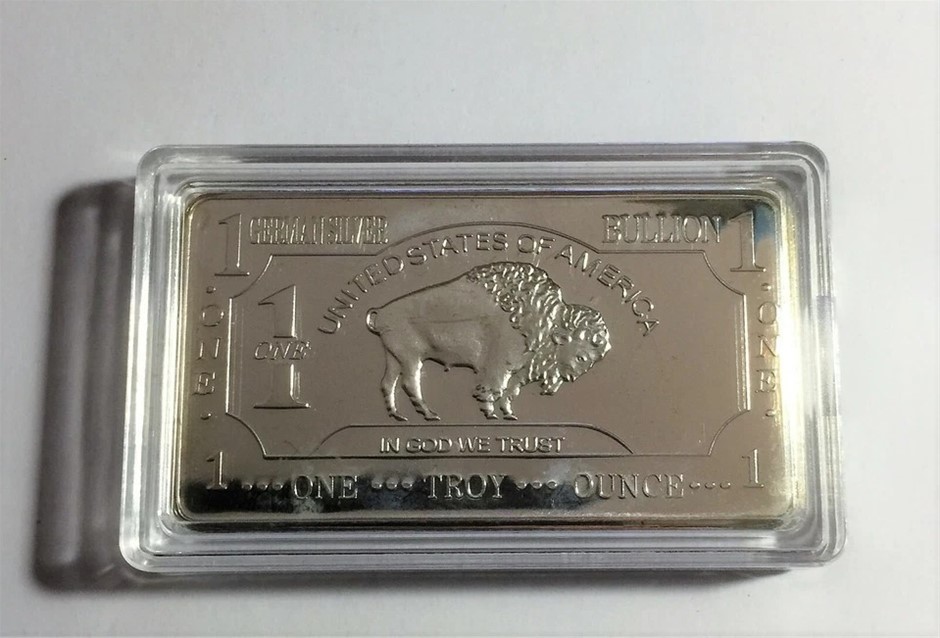 1 GERMAN SILVER BULLION 1
UNITED STATES OF AMERICA
1
ONE
1
· ONE ·
· ONE ·
IN GOD WE TRUST
1 ••• ONE ••• TROY ••• OUNCE ••• 1